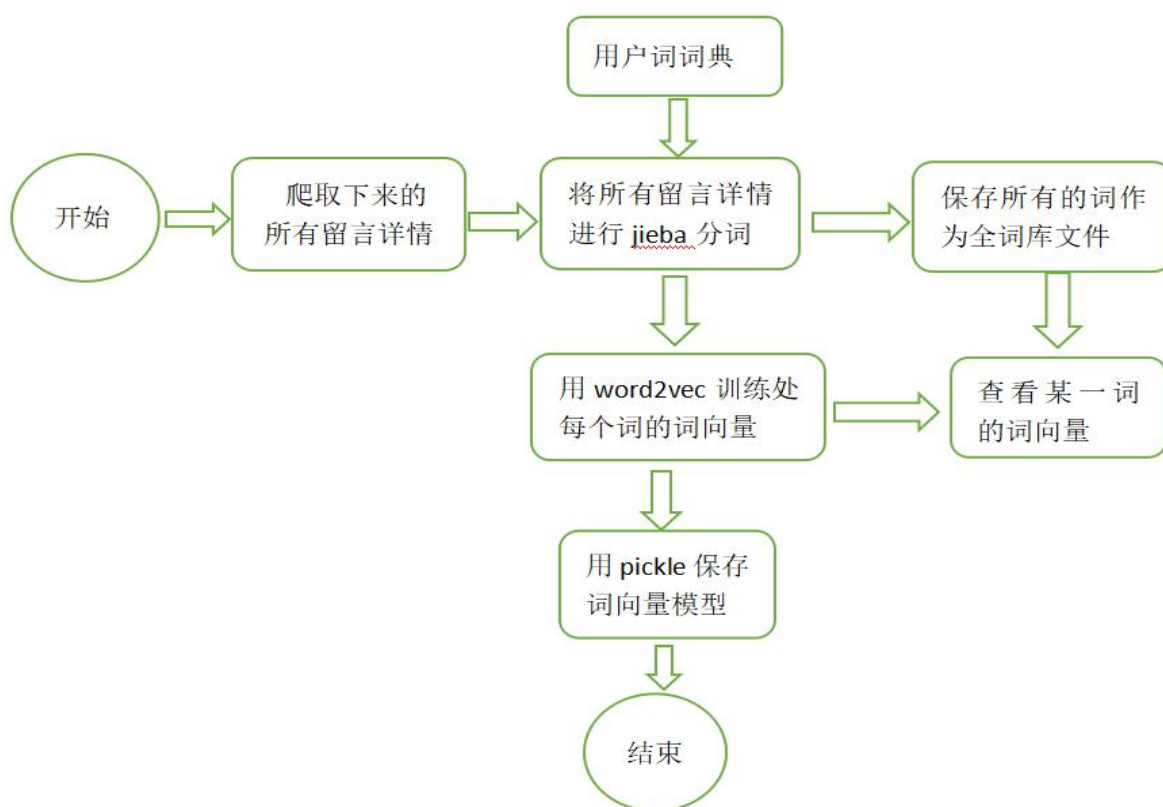 用户词词典
开始
爬取下来的
所有留言详情
将所有留言详情
进行 jieba 分词
保存所有的词作
为全词库文件
用 word2vec 训练处
每个词的词向量
查看某一词
的词向量
用 pickle 保存
词向量模型
结束